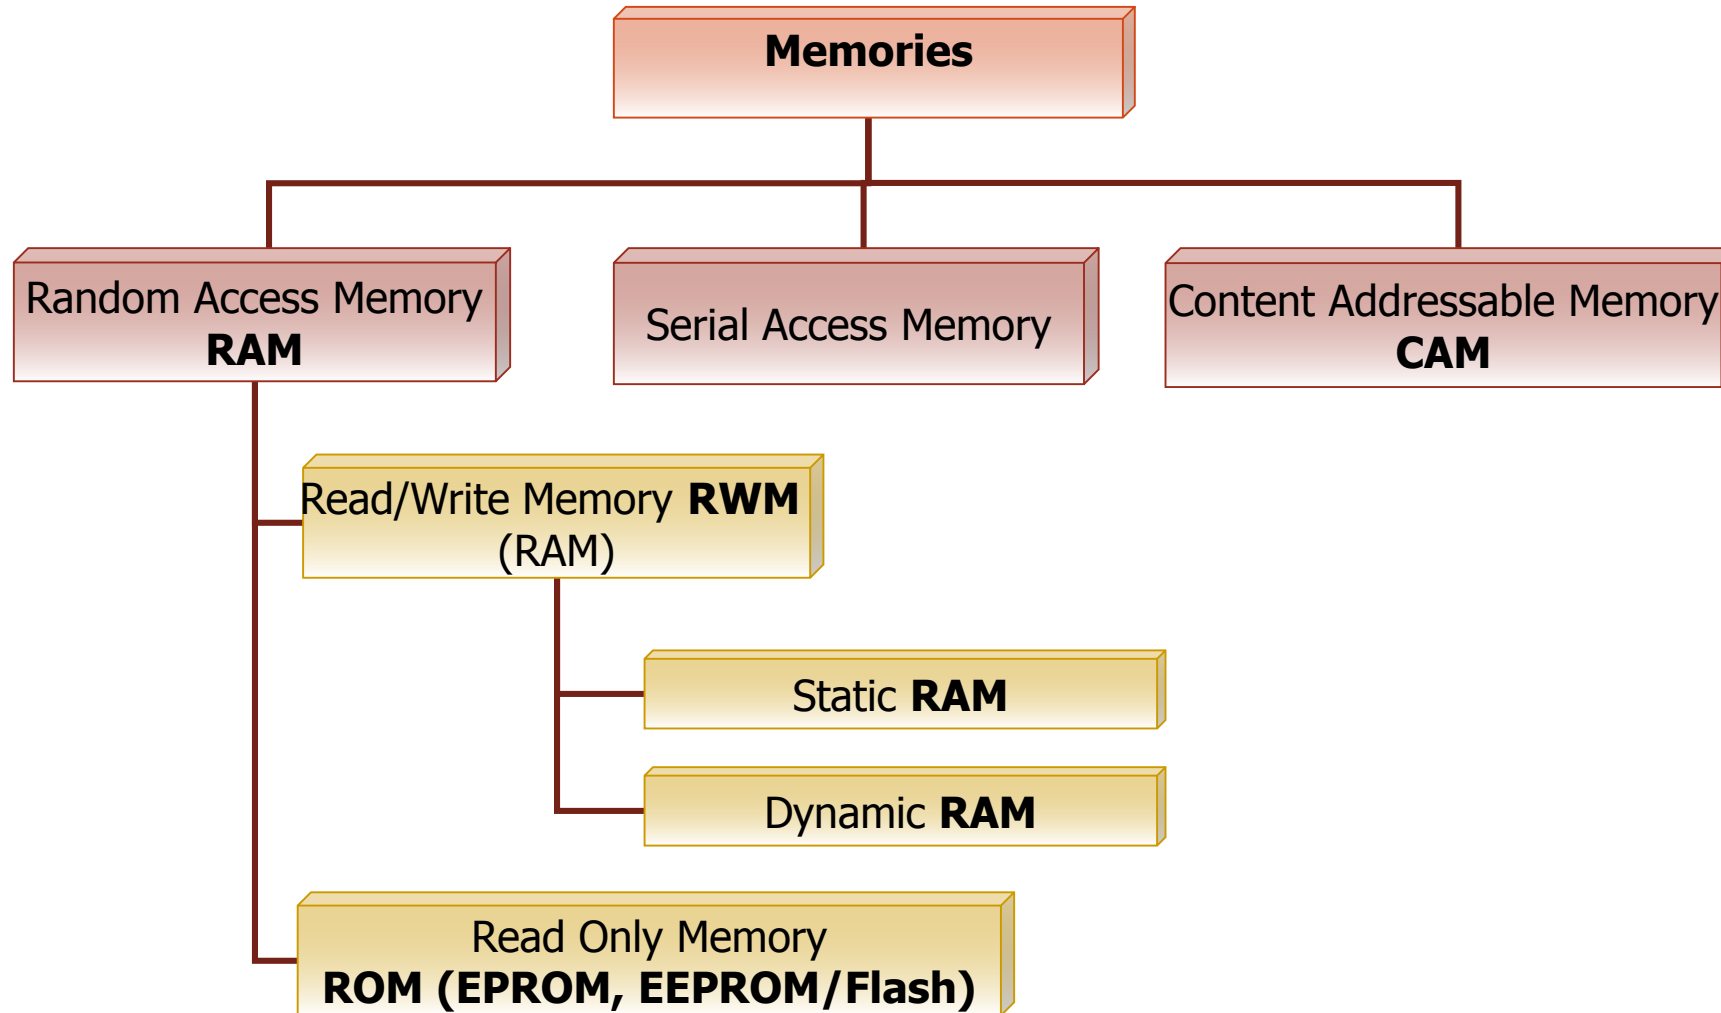 Memories
Random Access Memory
RAM
Serial Access Memory
Content Addressable Memory
CAM
Read/Write Memory RWM
(RAM)
Static RAM
Dynamic RAM
Read Only Memory
ROM (EPROM, EEPROM/Flash)